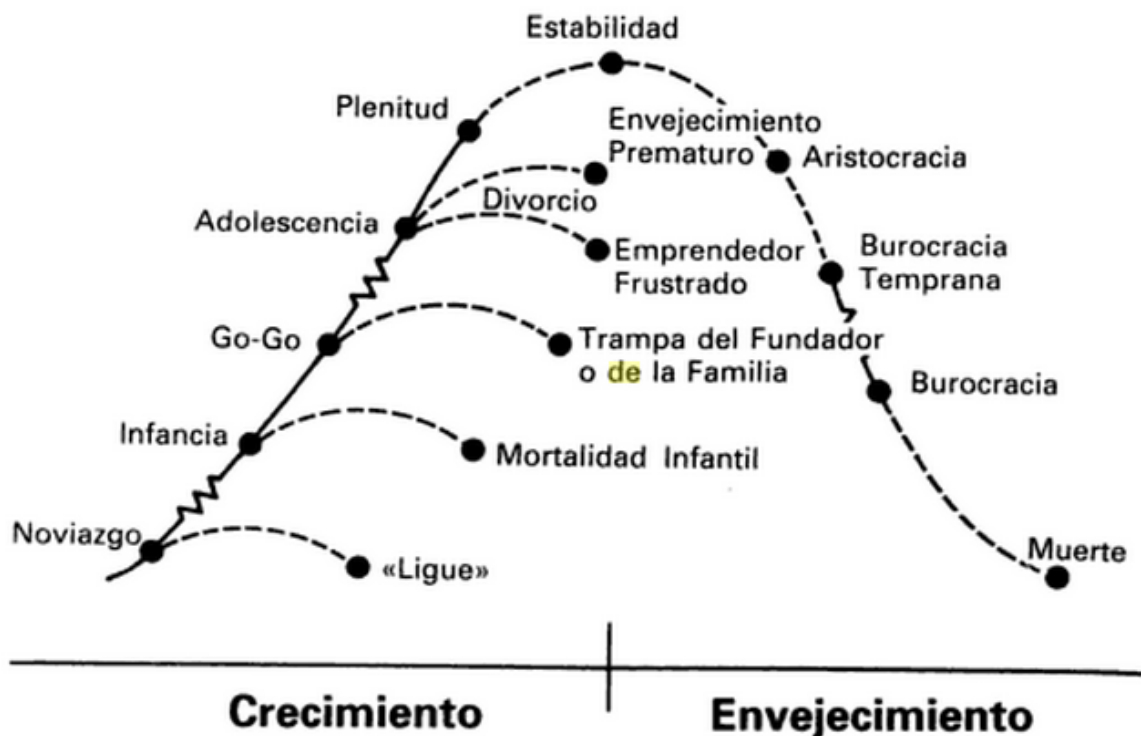 Estabilidad
Plenitud
Envejecimiento
Prematuro
Aristocracia
Divorcio
Adolescencia
Emprendedor
Frustrado
Burocracia
Temprana
Go-Go
Trampa del Fundador
o de la Familia
Burocracia
Infancia
Mortalidad Infantil
Noviazgo
«Ligue»
Muerte
Crecimiento
Envejecimiento